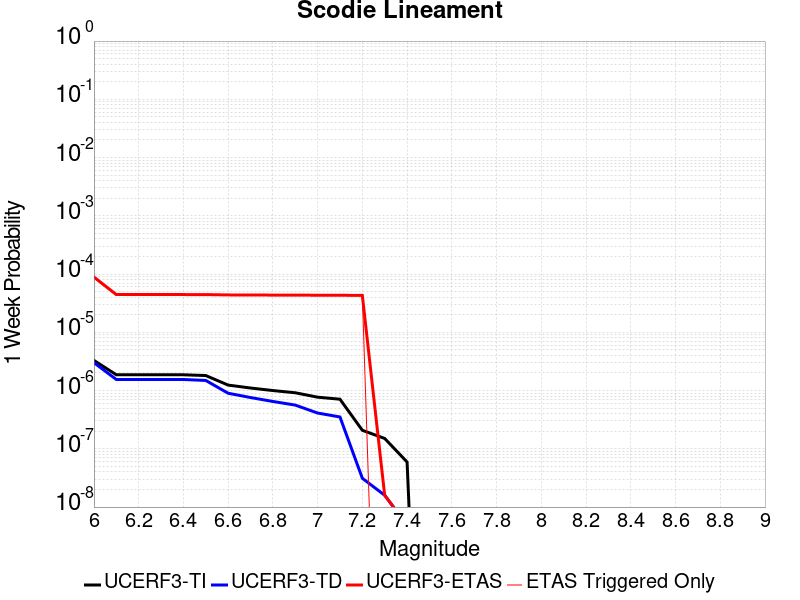 Scodie Lineament
10^0
10^-1
10^-2
10^-3
10^-4
10^-5
10^-6
10^-7
10^-8
1 Week Probability
6 6.2 6.4 6.6 6.8 7 7.2 7.4 7.6 7.8 8 8.2 8.4 8.6 8.8 9
Magnitude
UCERF3-TI UCERF3-TD UCERF3-ETAS ETAS Triggered Only